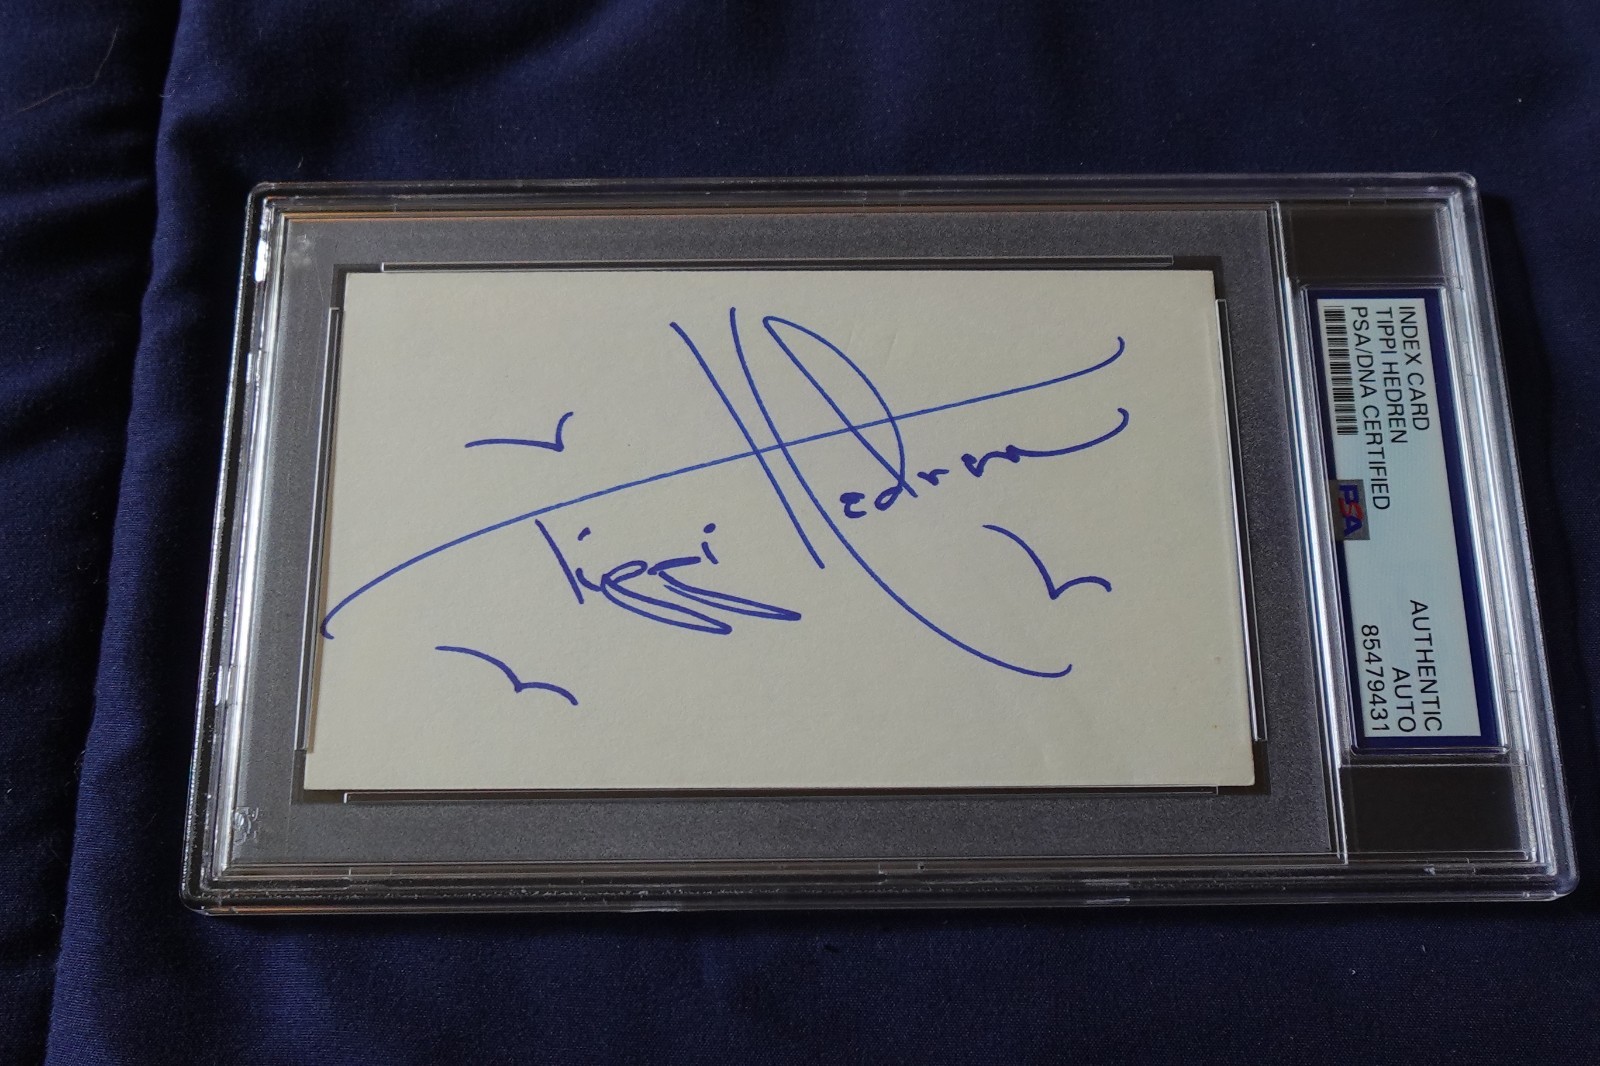 Tippi Hedren
INDEX CARD
TIPPI HEDREN
PSA/DNA CERTIFIED
AUTHENTIC
AUTO
85479431
PSA